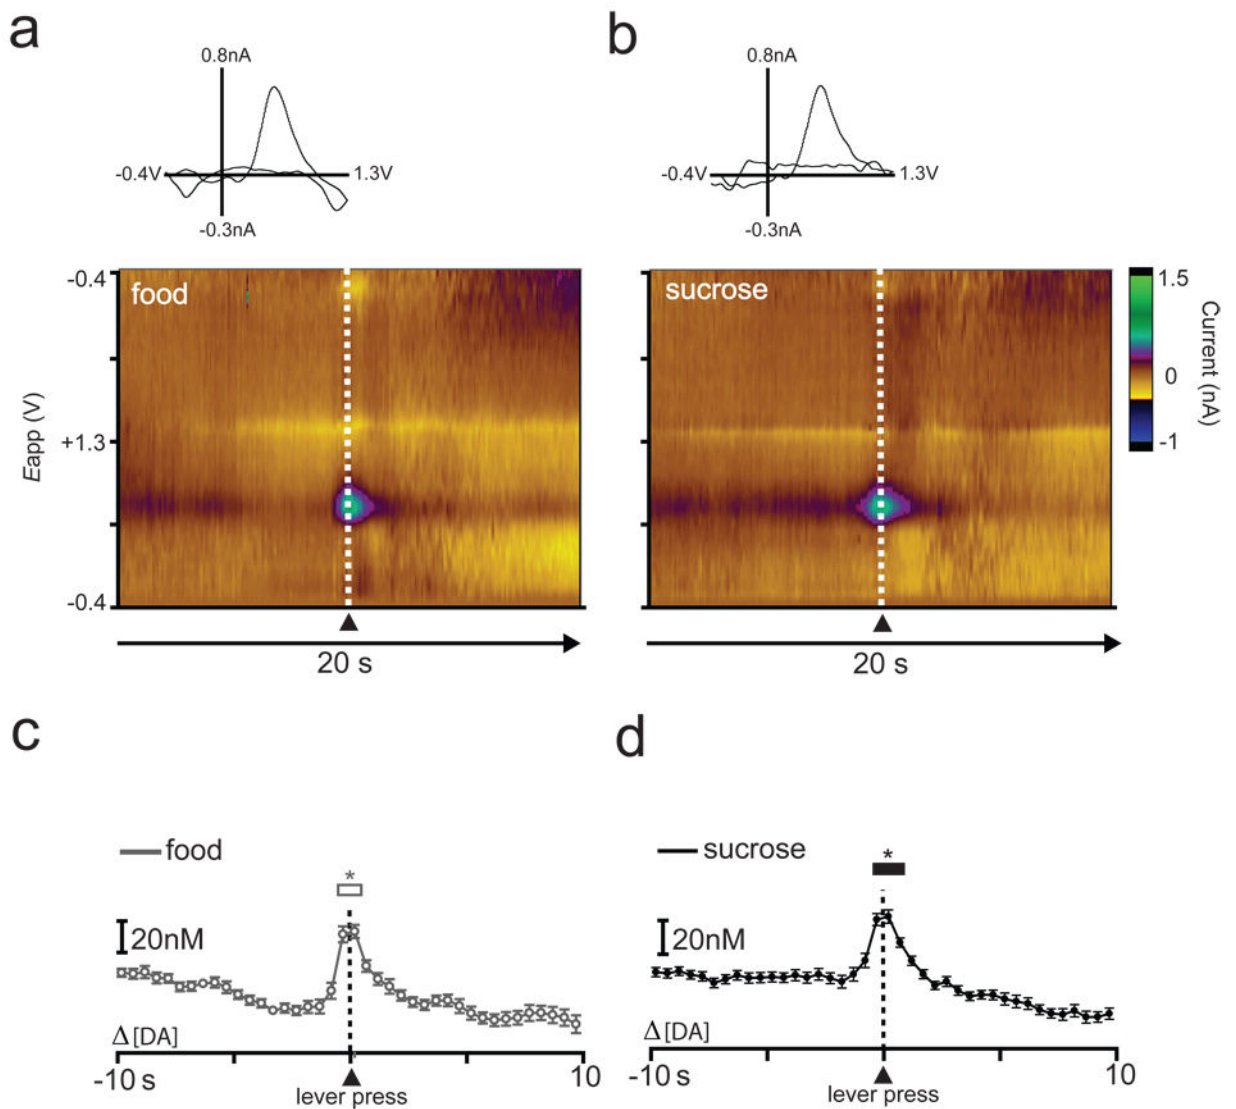 a
b
0.8nA
0.8nA
-0.4V
1.3V
-0.4V
1.3V
-0.3nA
-0.3nA
-0.4
food
sucrose
1.5
0
-1
Current (nA)
Eapp (V)
+1.3
-0.4
20 s
20 s
c
d
food
sucrose
*
*
20nM
20nM
Δ[DA]
Δ[DA]
-10 s
10
-10 s
10
lever press
lever press